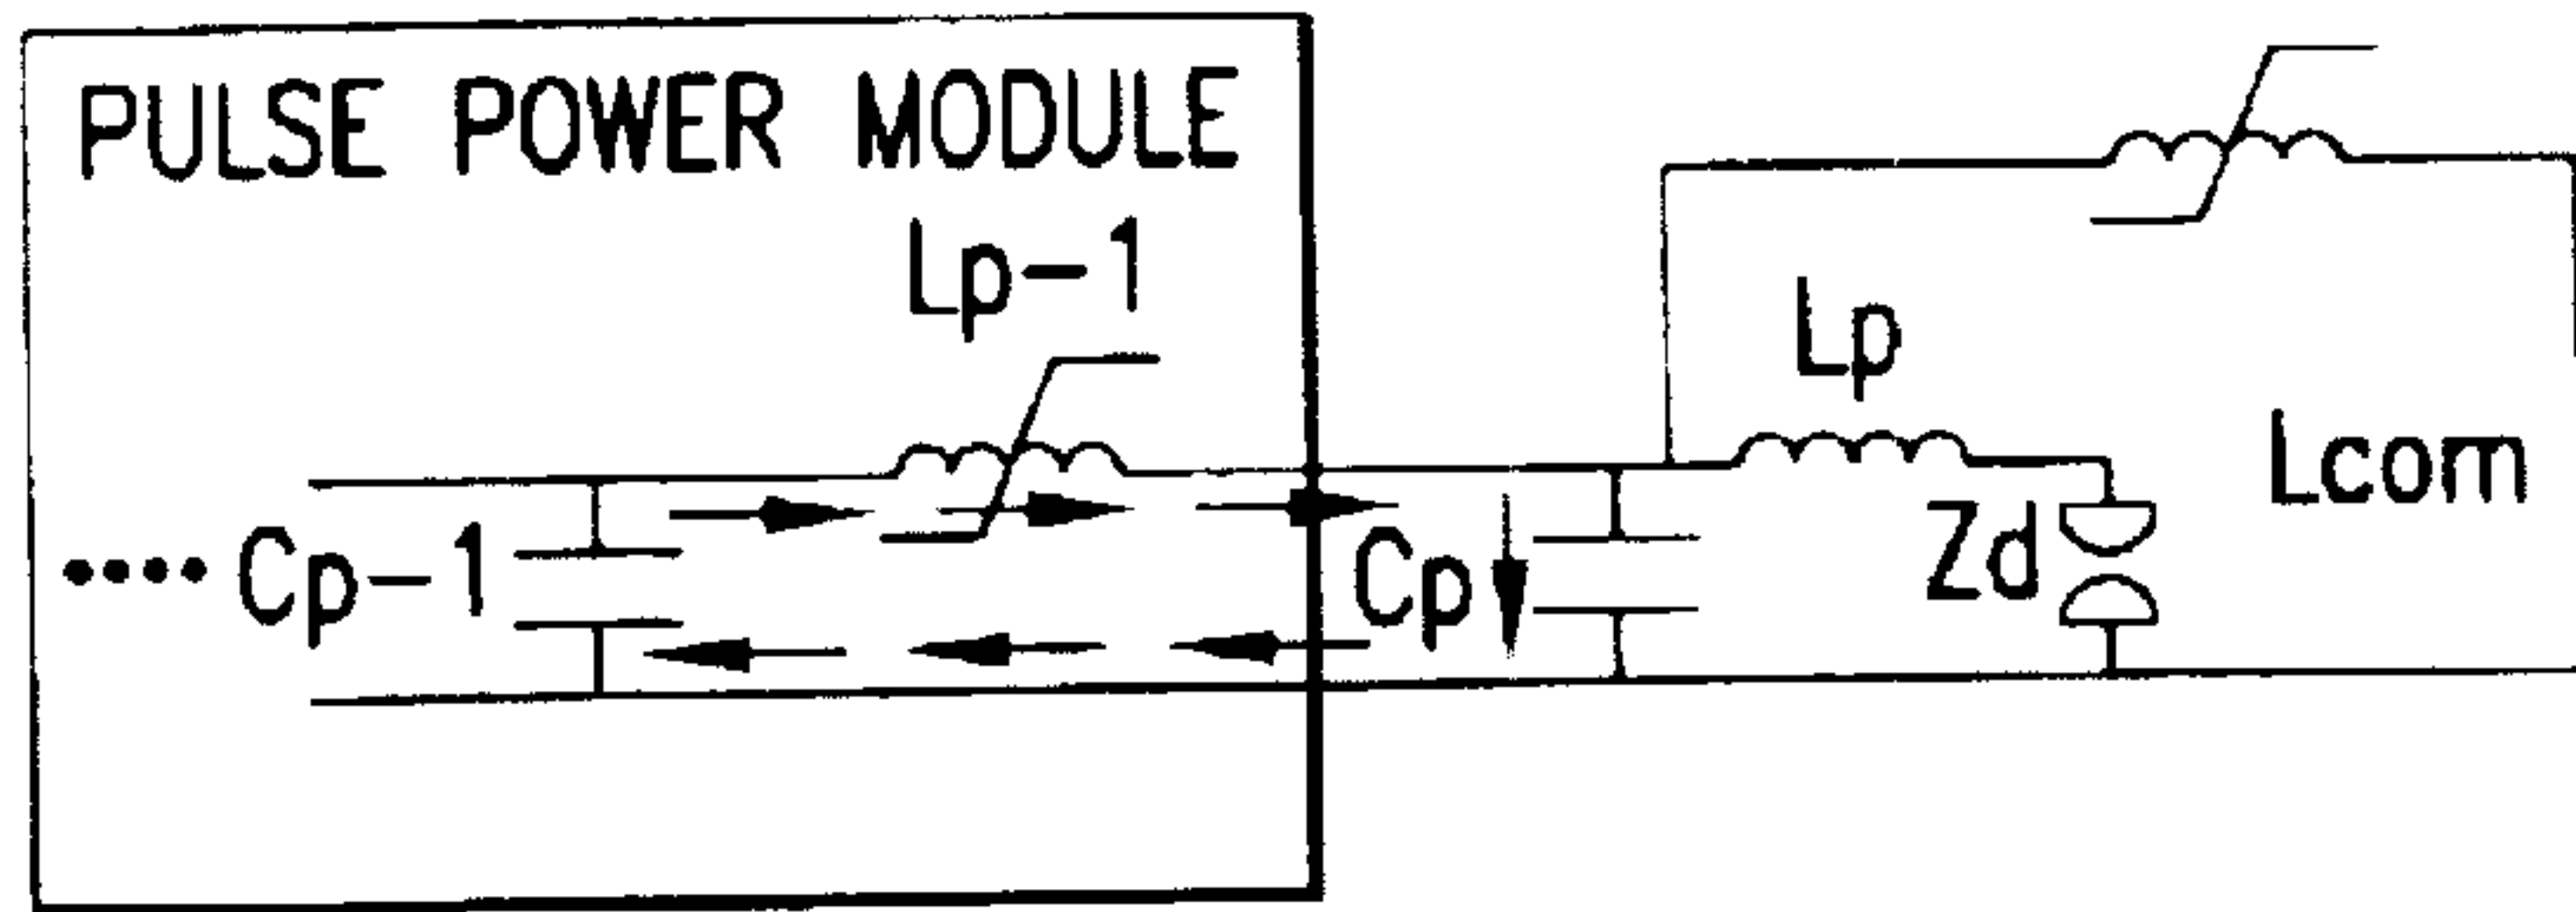 PULSE POWER MODULE
Lp-1
Lp
Lcom
.... Cp-1
Cp
Zd